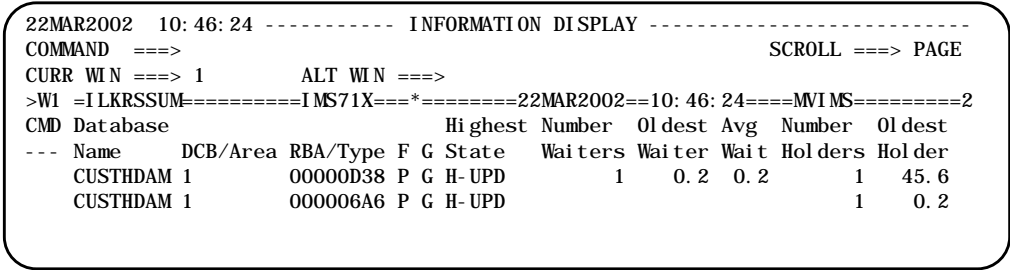 22MAR2002  10:46:24 ----------- INFORMATION DISPLAY ---------------------------
COMMAND  ===>                                                 SCROLL ===> PAGE
CURR WIN ===> 1        ALT WIN ===>
>W1 =ILKRSSUM==========IMS71X===*========22MAR2002==10:46:24====MVIMS=========2
CMD Database                       Highest Number  Oldest Avg  Number  Oldest
--- Name     DCB/Area RBA/Type F G State   Waiters Waiter Wait Holders Holder
    CUSTHDAM 1        00000D38 P G H-UPD         1    0.2  0.2       1   45.6
    CUSTHDAM 1        000006A6 P G H-UPD                             1    0.2